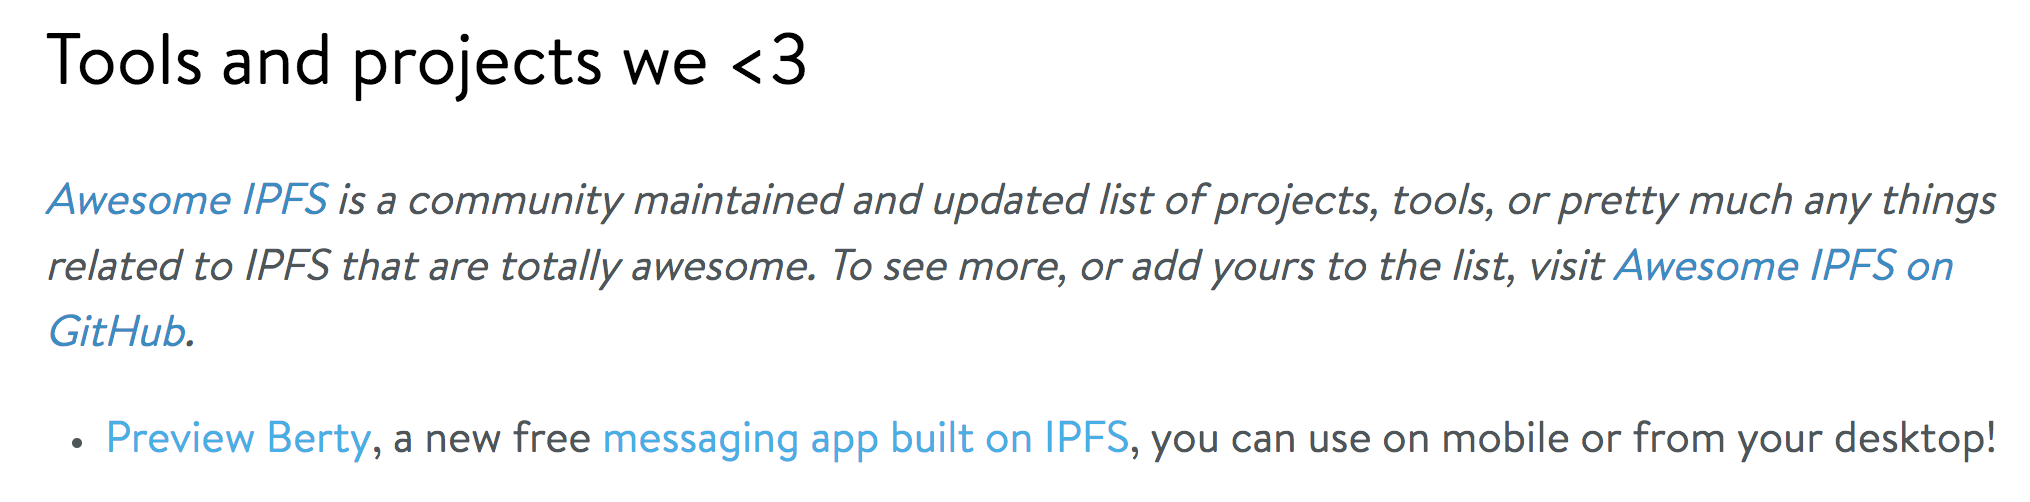 Tools and projects we <3
Awesome IPFS is a community maintained and updated list of projects, tools, or pretty much any things
related to IPFS that are totally awesome. To see more, or add yours to the list, visit Awesome IPFS on
GitHub.
• Preview Berty, a new free messaging app built on IPFS, you can use on mobile or from your desktop!